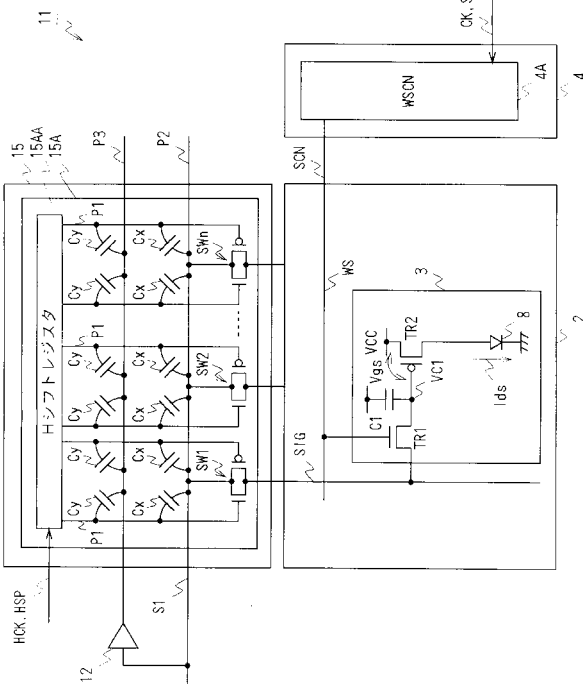 11
15
15AA
15A
P3
P2
Hシフトレジスタ
P1
P1
P1
Cy
Cy
Cy
Cy
Cy
Cy
Cx
Cx
Cx
Cx
Cx
Cx
SW1
SW2
SWn
HCK, HSP
12
S1
SIG
SCN
WS
WSCN
4A
4
CK, S
3
2
8
C1
Vgs
VCC
TR1
TR2
VC1
Ids